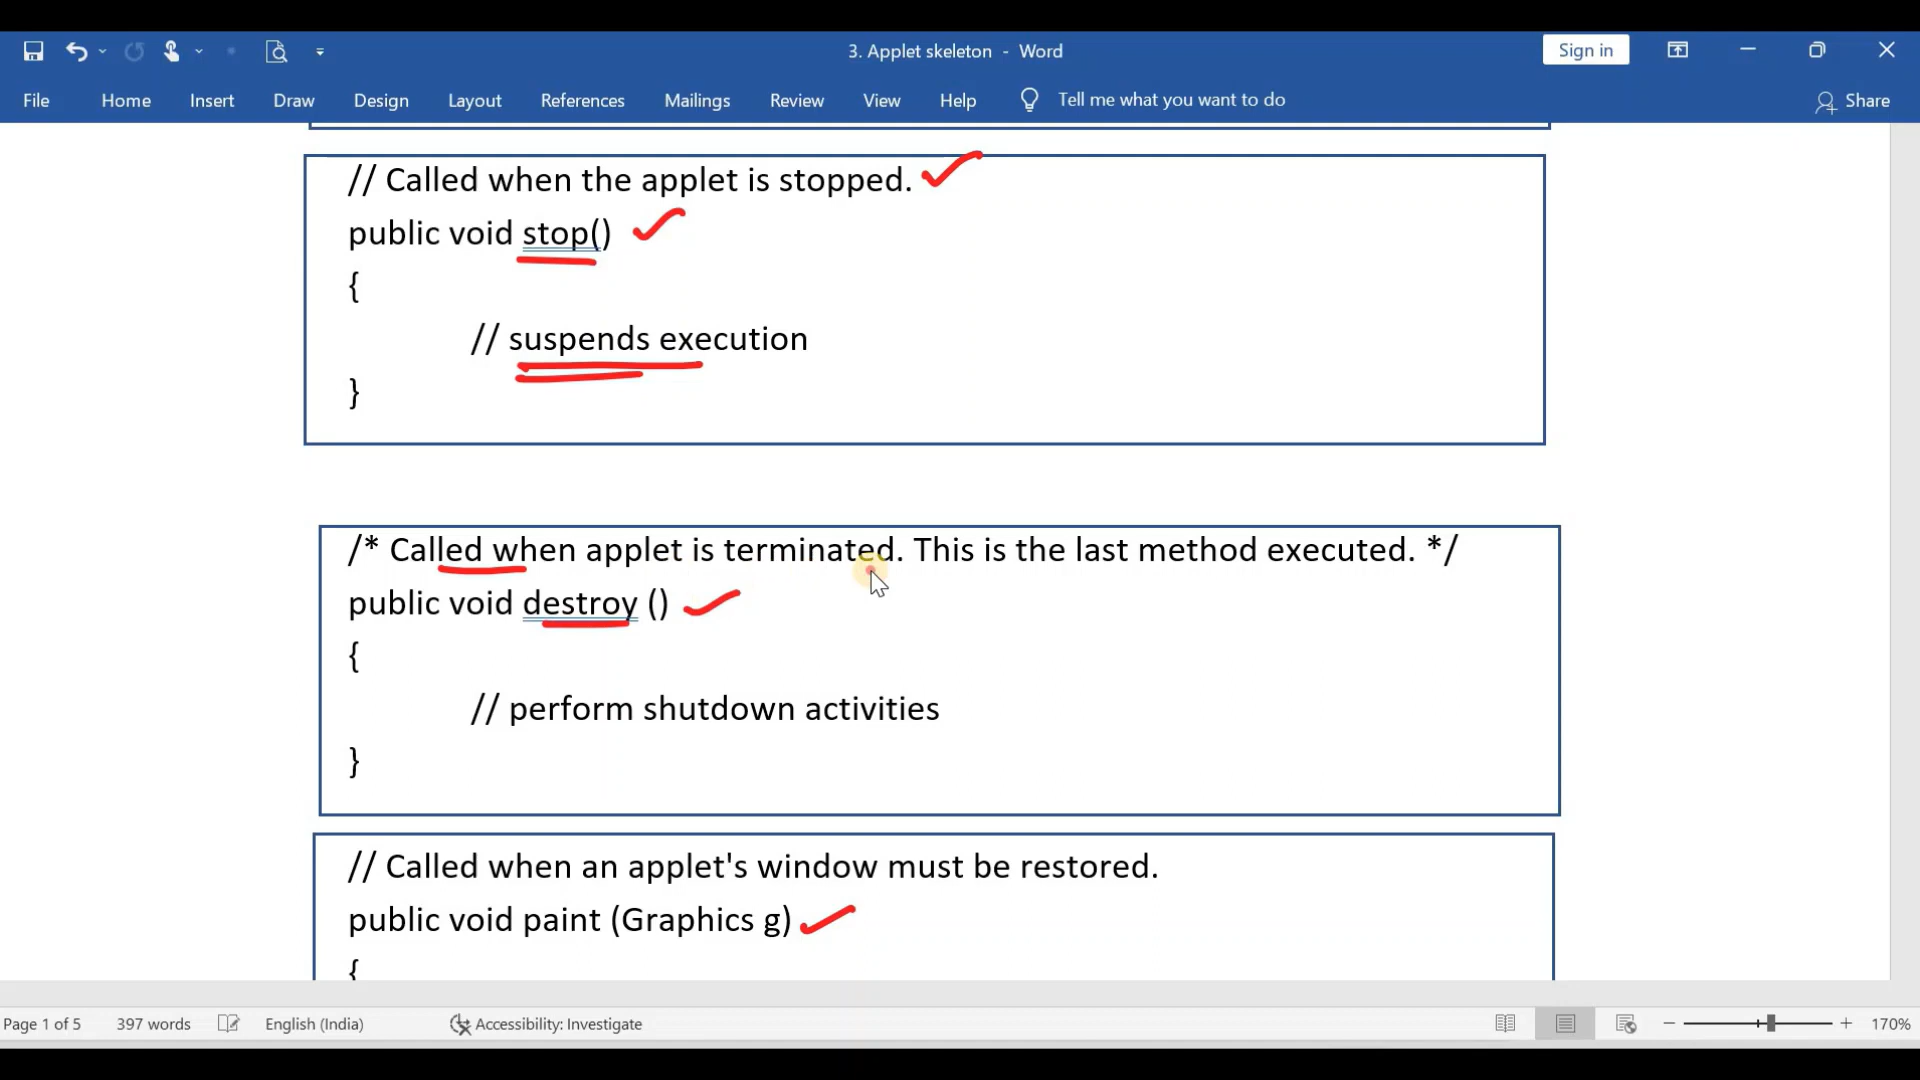 3. Applet skeleton - Word
Sign in
File Home Insert Draw Design Layout References Mailings Review View Help Tell me what you want to do Share
// Called when the applet is stopped.
public void stop()
{
// suspends execution
}
/* Called when applet is terminated. This is the last method executed. */
public void destroy ()
{
// perform shutdown activities
}
// Called when an applet's window must be restored.
public void paint (Graphics g)
{
Page 1 of 5 397 words English (India) Accessibility: Investigate 170%